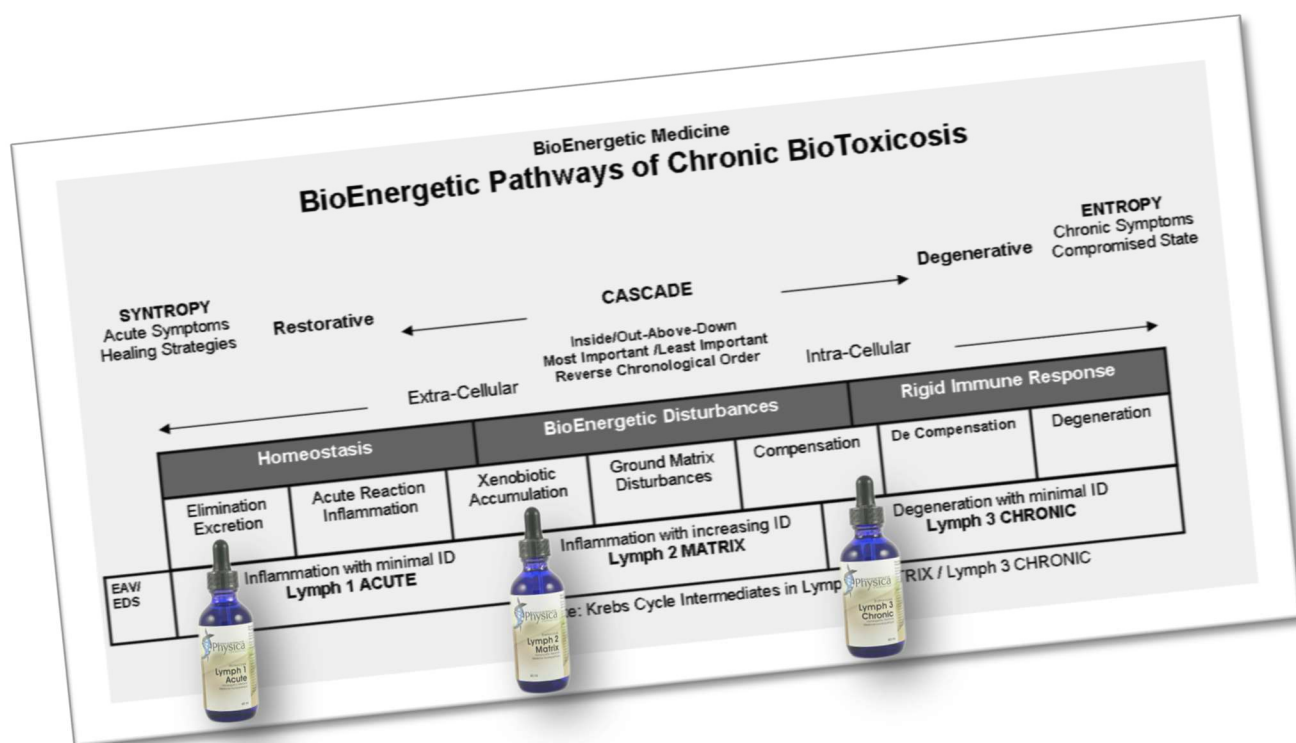 BioEnergetic Medicine
BioEnergetic Pathways of Chronic BioToxicosis
SYNTROPY
Acute Symptoms
Healing Strategies
Restorative
CASCADE
Inside/Out-Above-Down
Most Important /Least Important
Reverse Chronological Order
Degenerative
ENTROPY
Chronic Symptoms
Compromised State
Extra-Cellular
Intra-Cellular
Homeostasis
BioEnergetic Disturbances
Rigid Immune Response
Elimination
Excretion
Acute Reaction
Inflammation
Xenobiotic
Accumulation
Ground Matrix
Disturbances
Compensation
De Compensation
Degeneration
EAV/
EDS
Inflammation with minimal ID
Lymph 1 ACUTE
Inflammation with increasing ID
Lymph 2 MATRIX
Degeneration with minimal ID
Lymph 3 CHRONIC
Krebs Cycle Intermediates in Lymp
TRIX / Lymph 3 CHRONIC
Physica
Lymph 1
Acute
Physica
Lymph 2
Matrix
Physica
Lymph 3
Chronic